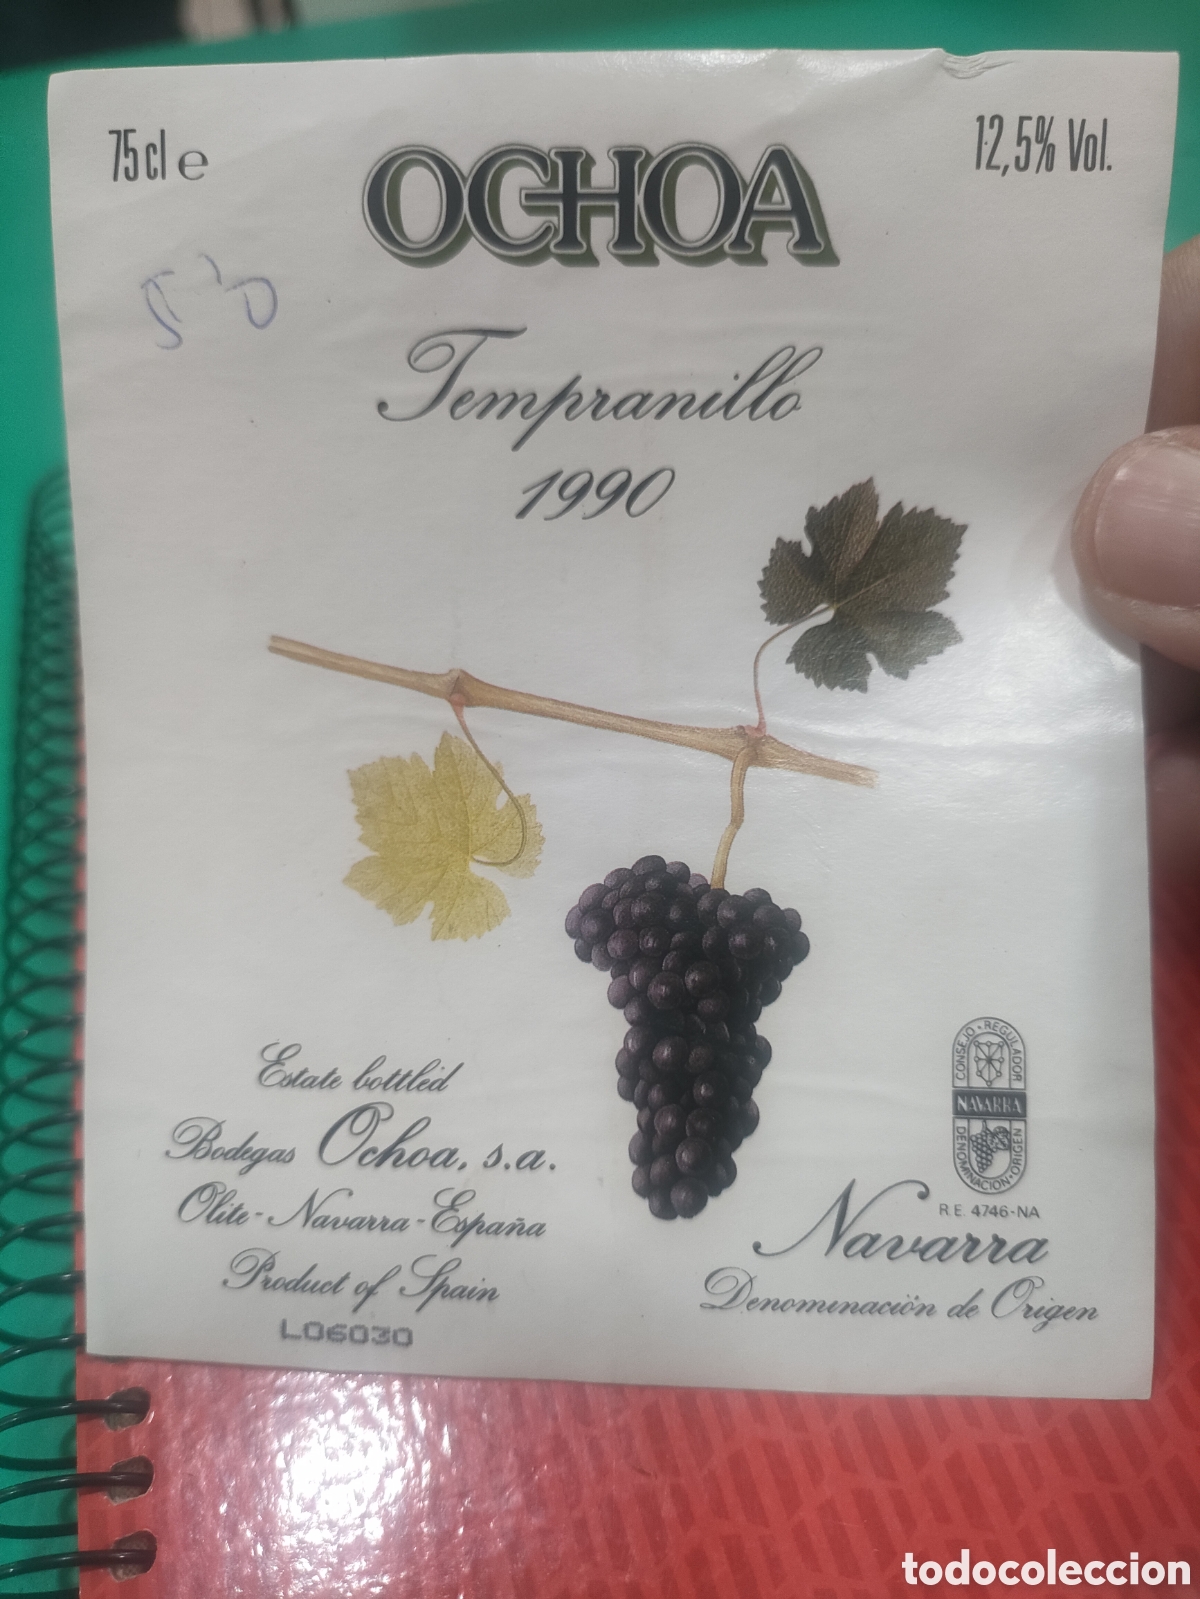 75cl e
12,5% Vol.
OCHOA
Tempranillo
1990
Estate bottled
Bodegas Ochoa, s.a.
Olite - Navarra - España
Product of Spain
L06030
CONSEJO • REGULADOR
NAVARRA
DENOMINACION • ORIGEN
R.E. 4746-NA
Navarra
Denominación de Origen
todocoleccion